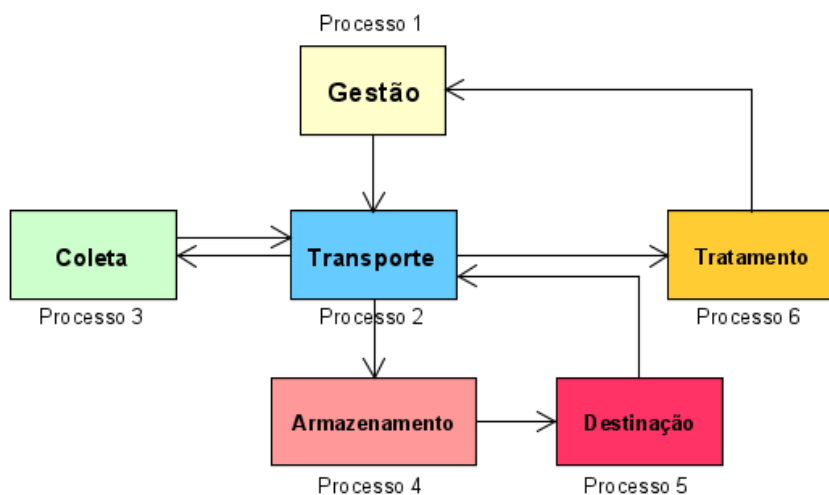 Processo 1
Gestão
Coleta
Transporte
Tratamento
Processo 3
Processo 2
Processo 6
Armazenamento
Destinação
Processo 4
Processo 5